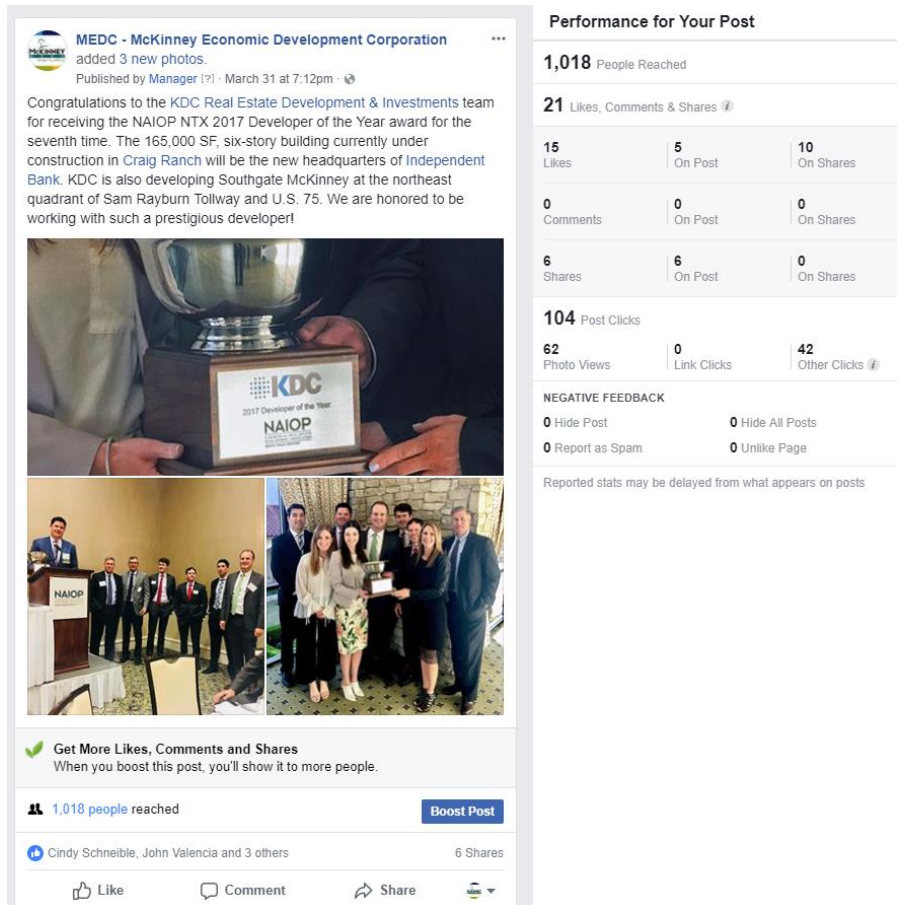 MEDC - McKinney Economic Development Corporation
added 3 new photos.
Published by Manager [?] · March 31 at 7:12pm ·
Congratulations to the KDC Real Estate Development & Investments team
for receiving the NAIOP NTX 2017 Developer of the Year award for the
seventh time. The 165,000 SF, six-story building currently under
construction in Craig Ranch will be the new headquarters of Independent
Bank. KDC is also developing Southgate McKinney at the northeast
quadrant of Sam Rayburn Tollway and U.S. 75. We are honored to be
working with such a prestigious developer!
KDC
2017 Developer of the Year
NAIOP
NAIOP
Get More Likes, Comments and Shares
When you boost this post, you'll show it to more people.
1,018 people reached
Boost Post
Cindy Schneible, John Valencia and 3 others 6 Shares
Like Comment Share
Performance for Your Post
1,018 People Reached
21 Likes, Comments & Shares
15 5 10
Likes On Post On Shares
0 0 0
Comments On Post On Shares
6 6 0
Shares On Post On Shares
104 Post Clicks
62 0 42
Photo Views Link Clicks Other Clicks
NEGATIVE FEEDBACK
0 Hide Post 0 Hide All Posts
0 Report as Spam 0 Unlike Page
Reported stats may be delayed from what appears on posts